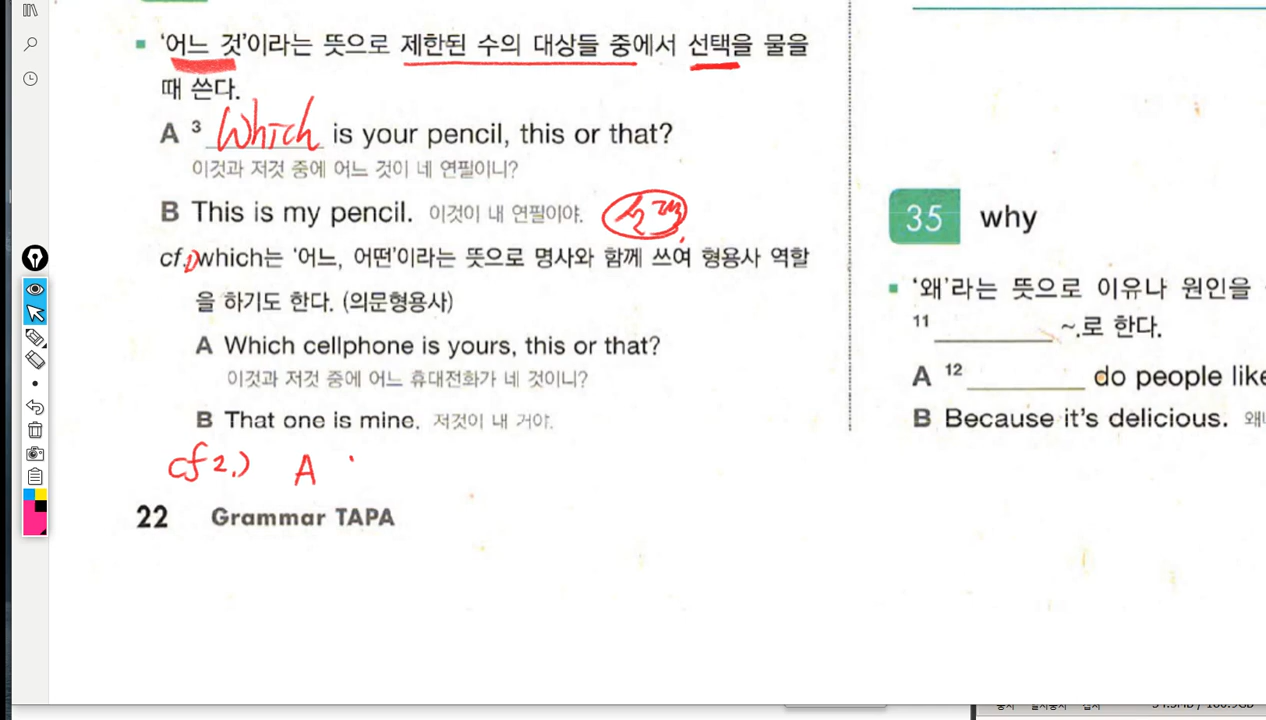 '어느 것'이라는 뜻으로 제한된 수의 대상들 중에서 선택을 물을
때 쓴다.
A 3 Which is your pencil, this or that?
이것과 저것 중에 어느 것이 네 연필이니?
B This is my pencil. 이것이 내 연필이야. 선택
cf.1) which는 '어느, 어떤'이라는 뜻으로 명사와 함께 쓰여 형용사 역할
을 하기도 한다. (의문형용사)
A Which cellphone is yours, this or that?
이것과 저것 중에 어느 휴대전화가 네 것이니?
B That one is mine. 저것이 내 거야.
cf 2.) A
22 Grammar TAPA
35 why
'왜'라는 뜻으로 이유나 원인을
11 ~.로 한다.
A 12 do people like
B Because it's delicious.